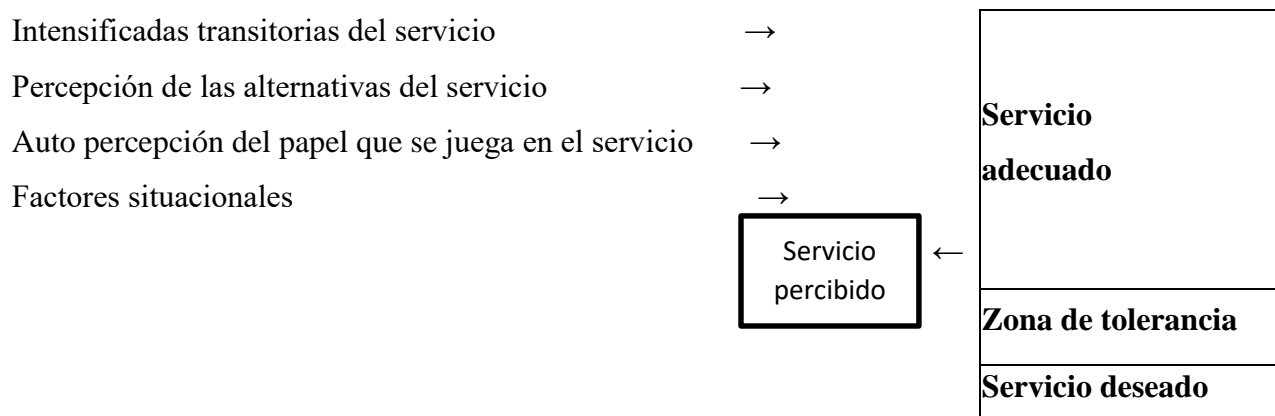 Intensificadas transitorias del servicio →
Percepción de las alternativas del servicio →
Auto percepción del papel que se juega en el servicio →
Factores situacionales →
Servicio
adecuado
Servicio
percibido
←
Zona de tolerancia
Servicio deseado